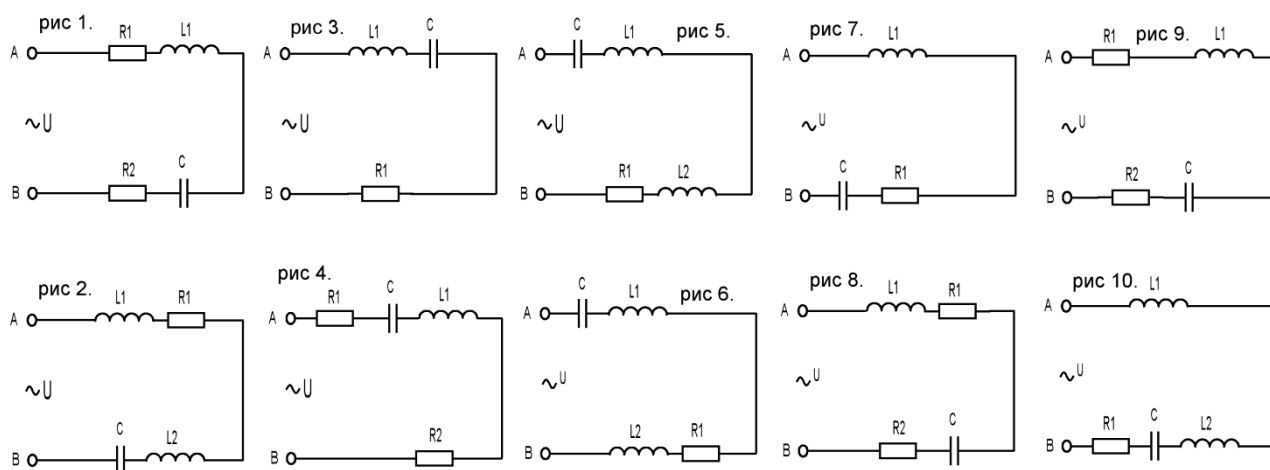 рис 1.
R1
L1
A
~U
R2
C
B
рис 3.
L1
C
A
~U
R1
B
C
L1
рис 5.
A
~U
R1
L2
B
рис 7.
L1
A
~U
C
R1
B
R1
рис 9.
L1
A
~U
R2
C
B
рис 2.
L1
R1
A
~U
C
L2
B
рис 4.
R1
C
L1
A
~U
R2
B
C
L1
рис 6.
A
~U
L2
R1
B
рис 8.
L1
R1
A
~U
R2
C
B
рис 10.
L1
A
~U
R1
C
L2
B